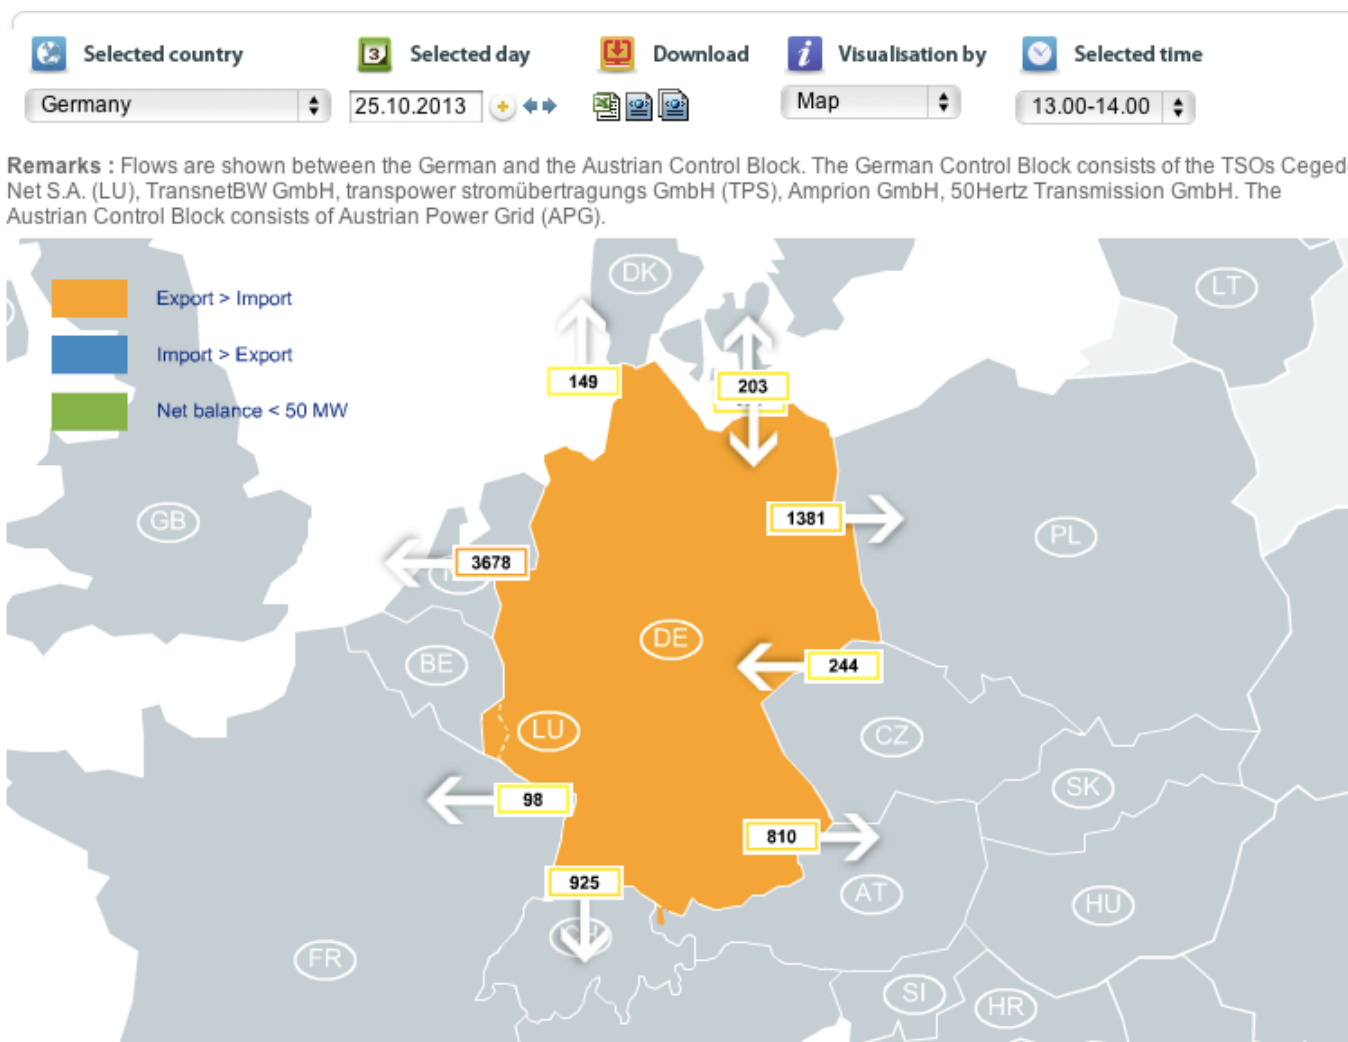 Selected country
Selected day
Download
Visualisation by
Selected time
Germany
3
25.10.2013
Map
13.00-14.00
Remarks : Flows are shown between the German and the Austrian Control Block. The German Control Block consists of the TSOs Cegede
Net S.A. (LU), TransnetBW GmbH, transpower stromübertragungs GmbH (TPS), Amprion GmbH, 50Hertz Transmission GmbH. The
Austrian Control Block consists of Austrian Power Grid (APG).
Export > Import
Import > Export
Net balance < 50 MW
DK
LT
149
203
GB
1381
PL
3678
DE
BE
244
LU
CZ
SK
98
810
925
AT
HU
CH
FR
SI
HR